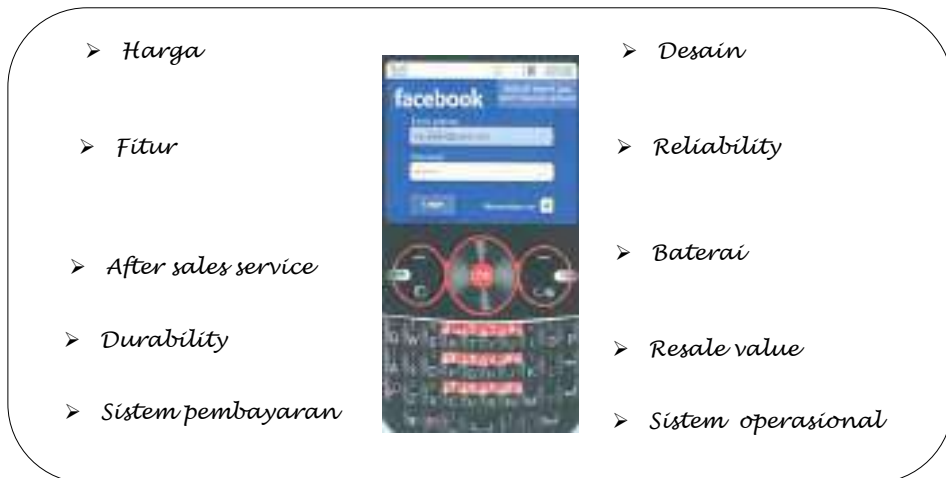 Harga
Fitur
After sales service
Durability
Sistem pembayaran
facebook
Desain
Reliability
Baterai
Resale value
Sistem operasional